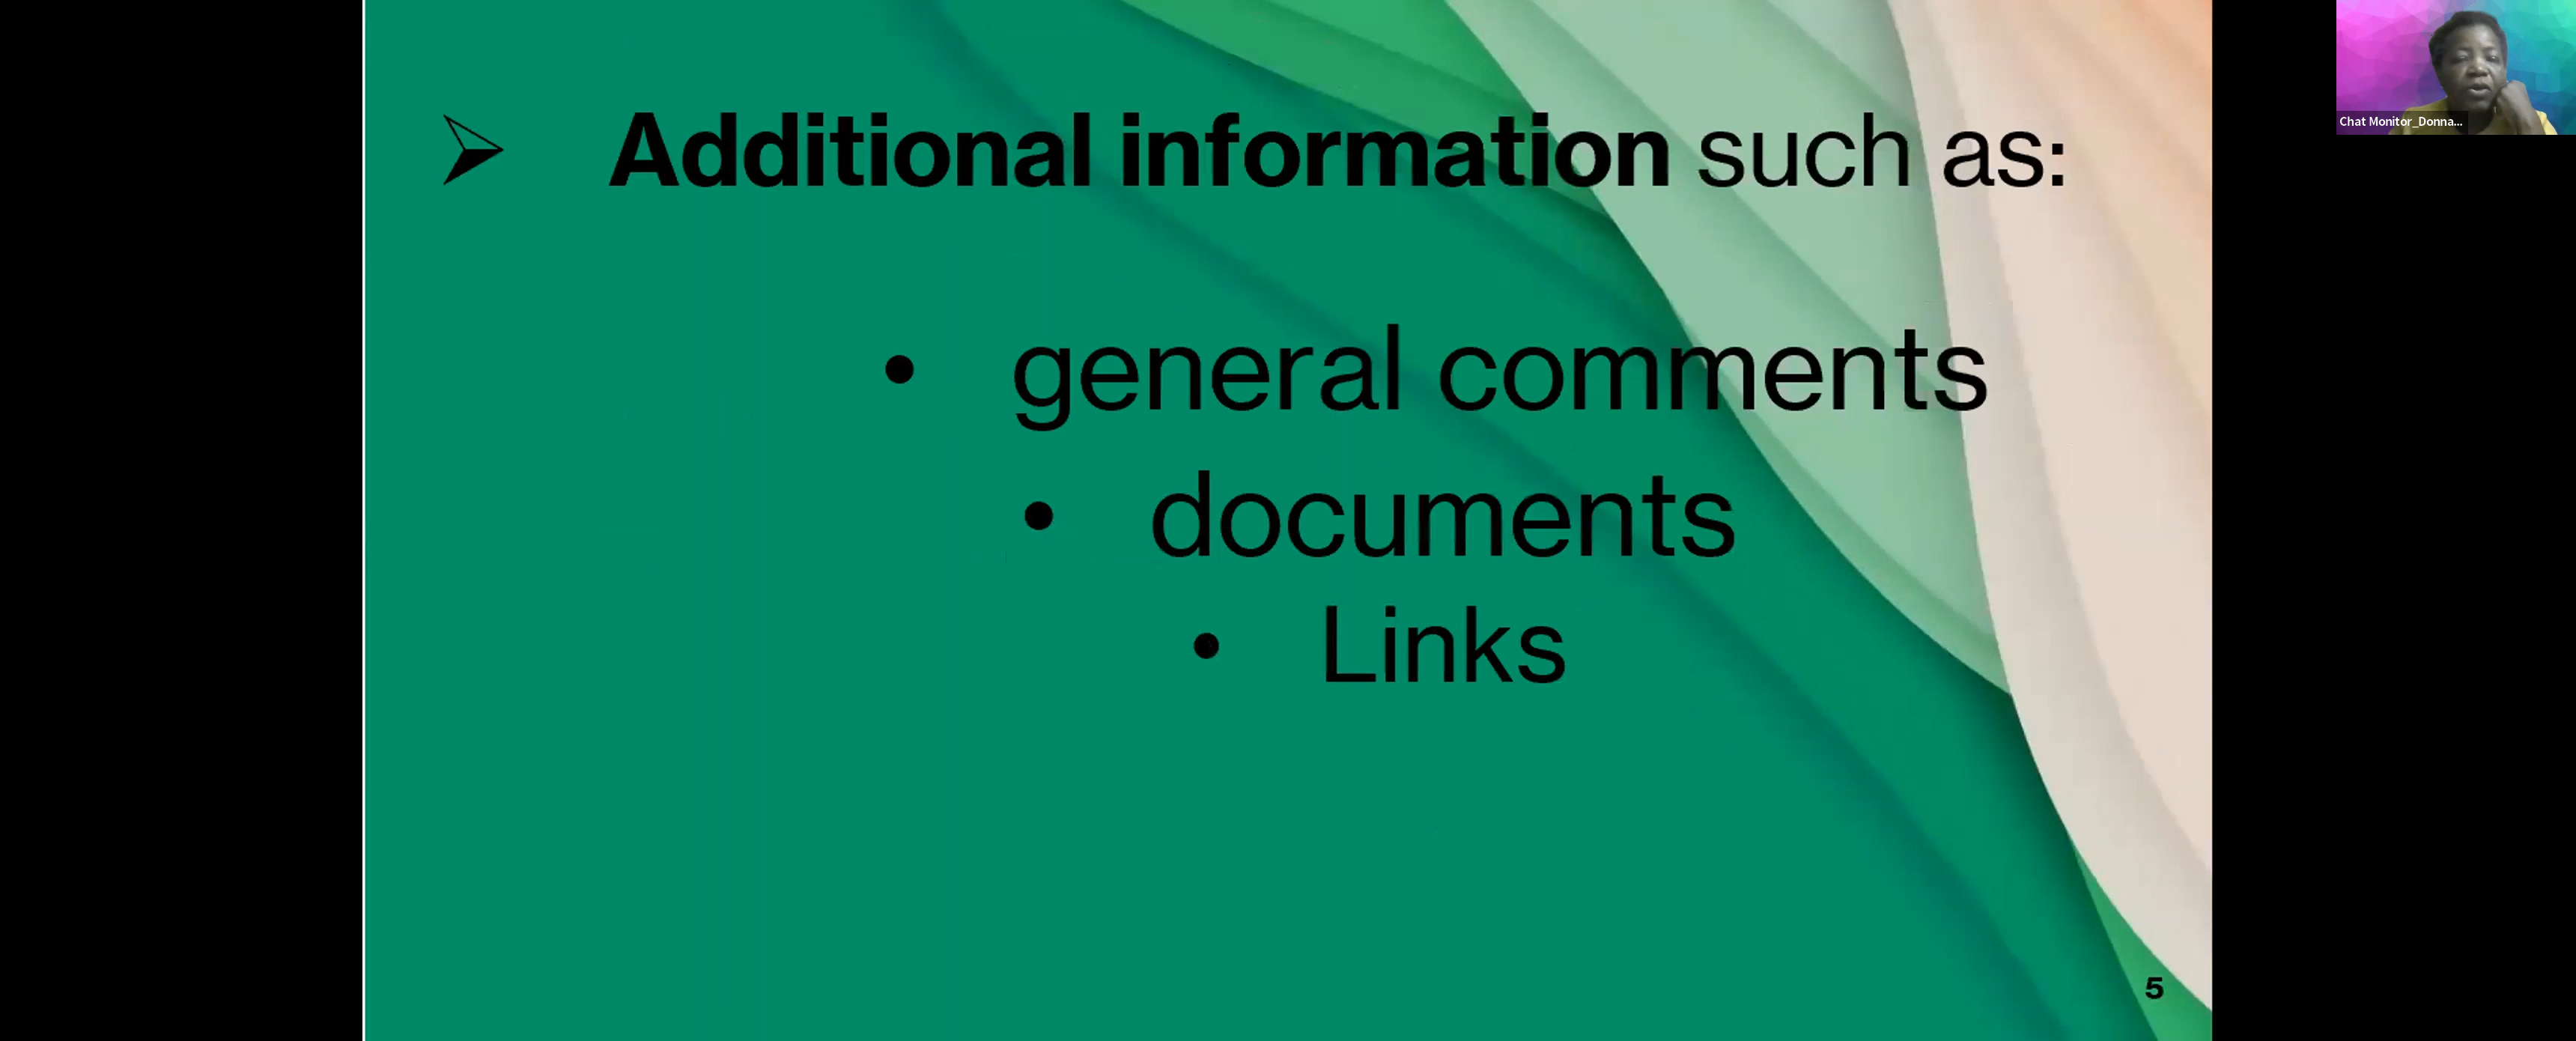 ➢ Additional information such as:
• general comments
• documents
• Links
5
Chat Monitor_Donna...